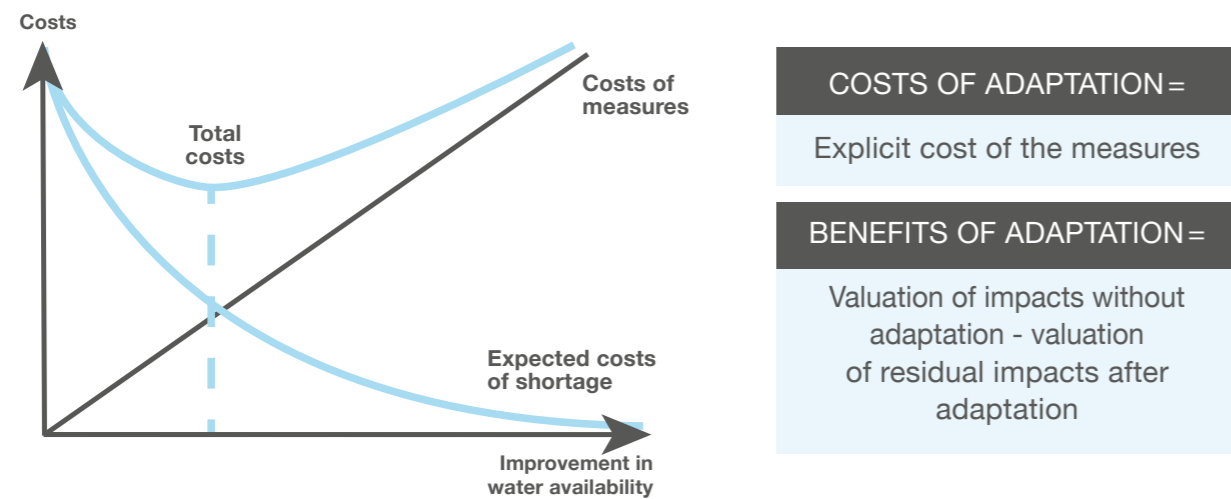 Costs
Costs of
measures
Total
costs
Expected costs
of shortage
Improvement in
water availability
COSTS OF ADAPTATION=
Explicit cost of the measures
BENEFITS OF ADAPTATION=
Valuation of impacts without
adaptation - valuation
of residual impacts after
adaptation